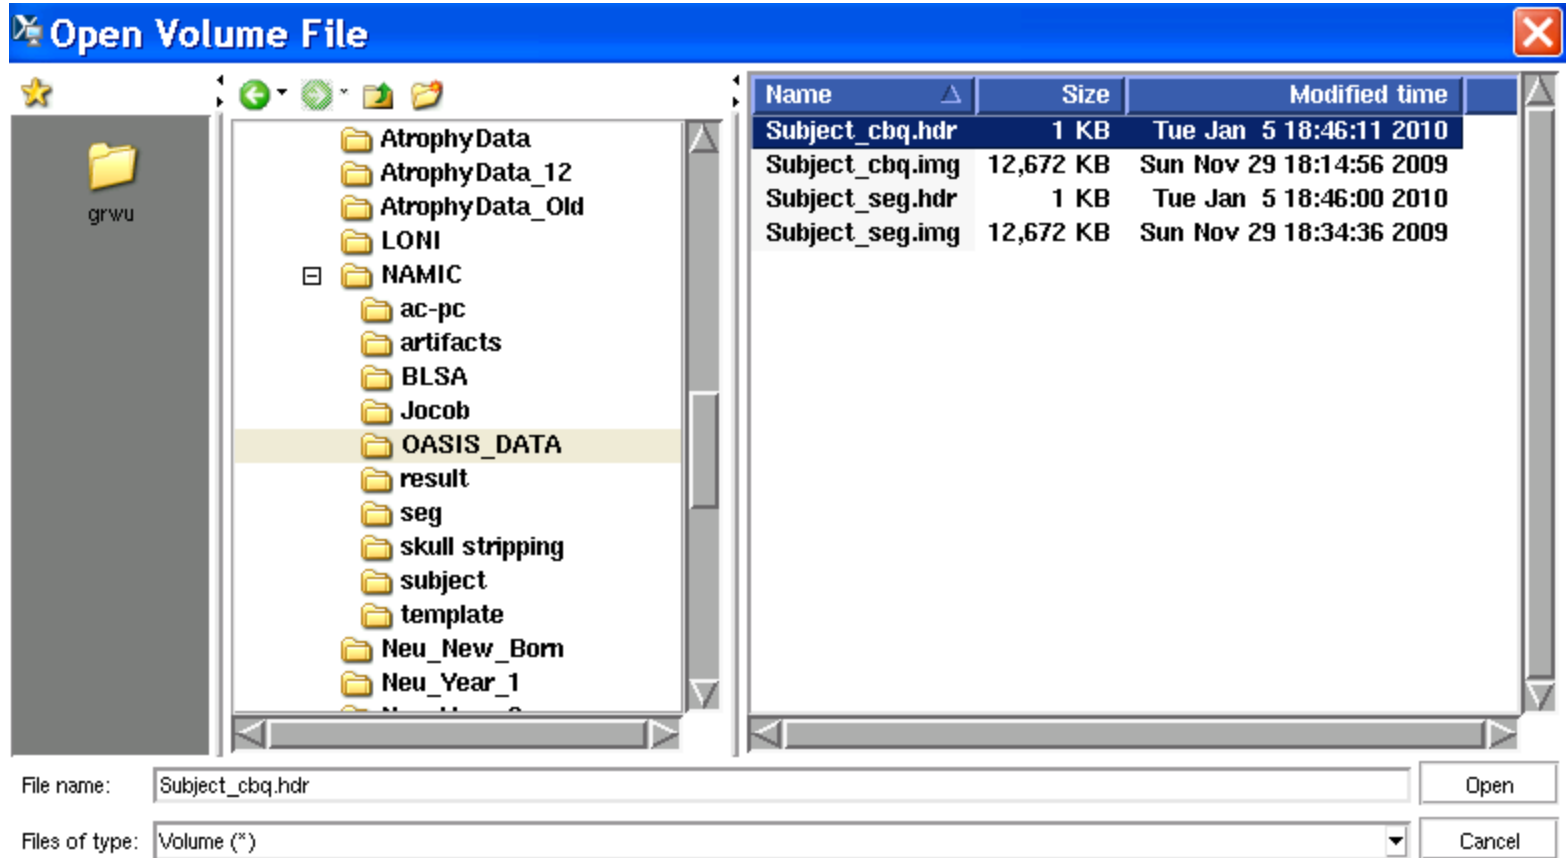 Open Volume File
grwu
AtrophyData
AtrophyData_12
AtrophyData_Old
LONI
NAMIC
ac-pc
artifacts
BLSA
Jocob
OASIS_DATA
result
seg
skull stripping
subject
template
Neu_New_Born
Neu_Year_1
Name Size Modified time
Subject_cbq.hdr 1 KB Tue Jan 5 18:46:11 2010
Subject_cbq.img 12,672 KB Sun Nov 29 18:14:56 2009
Subject_seg.hdr 1 KB Tue Jan 5 18:46:00 2010
Subject_seg.img 12,672 KB Sun Nov 29 18:34:36 2009
File name: Subject_cbq.hdr Open
Files of type: Volume (*) Cancel